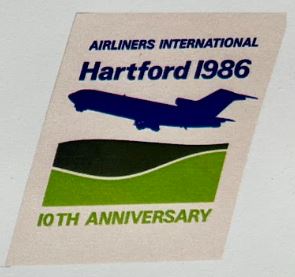 AIRLINERS INTERNATIONAL
Hartford 1986
10TH ANNIVERSARY